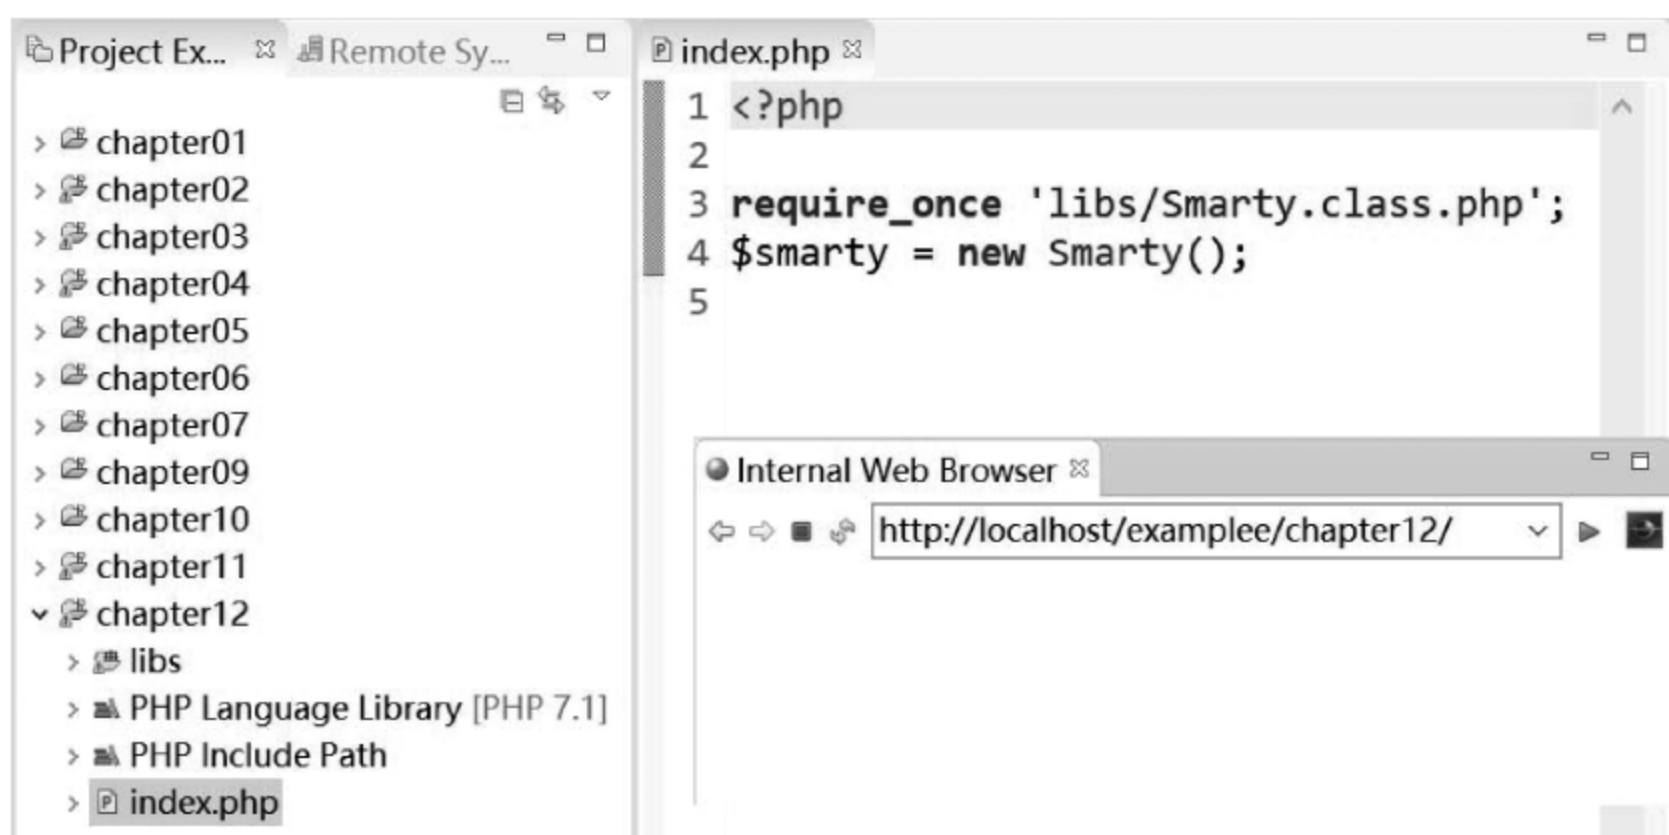 Project Ex...
Remote Sy...
chapter01
chapter02
chapter03
chapter04
chapter05
chapter06
chapter07
chapter09
chapter10
chapter11
chapter12
libs
PHP Language Library [PHP 7.1]
PHP Include Path
index.php
index.php
1 <?php
2
3 require_once 'libs/Smarty.class.php';
4 $smarty = new Smarty();
5
Internal Web Browser
http://localhost/examplee/chapter12/